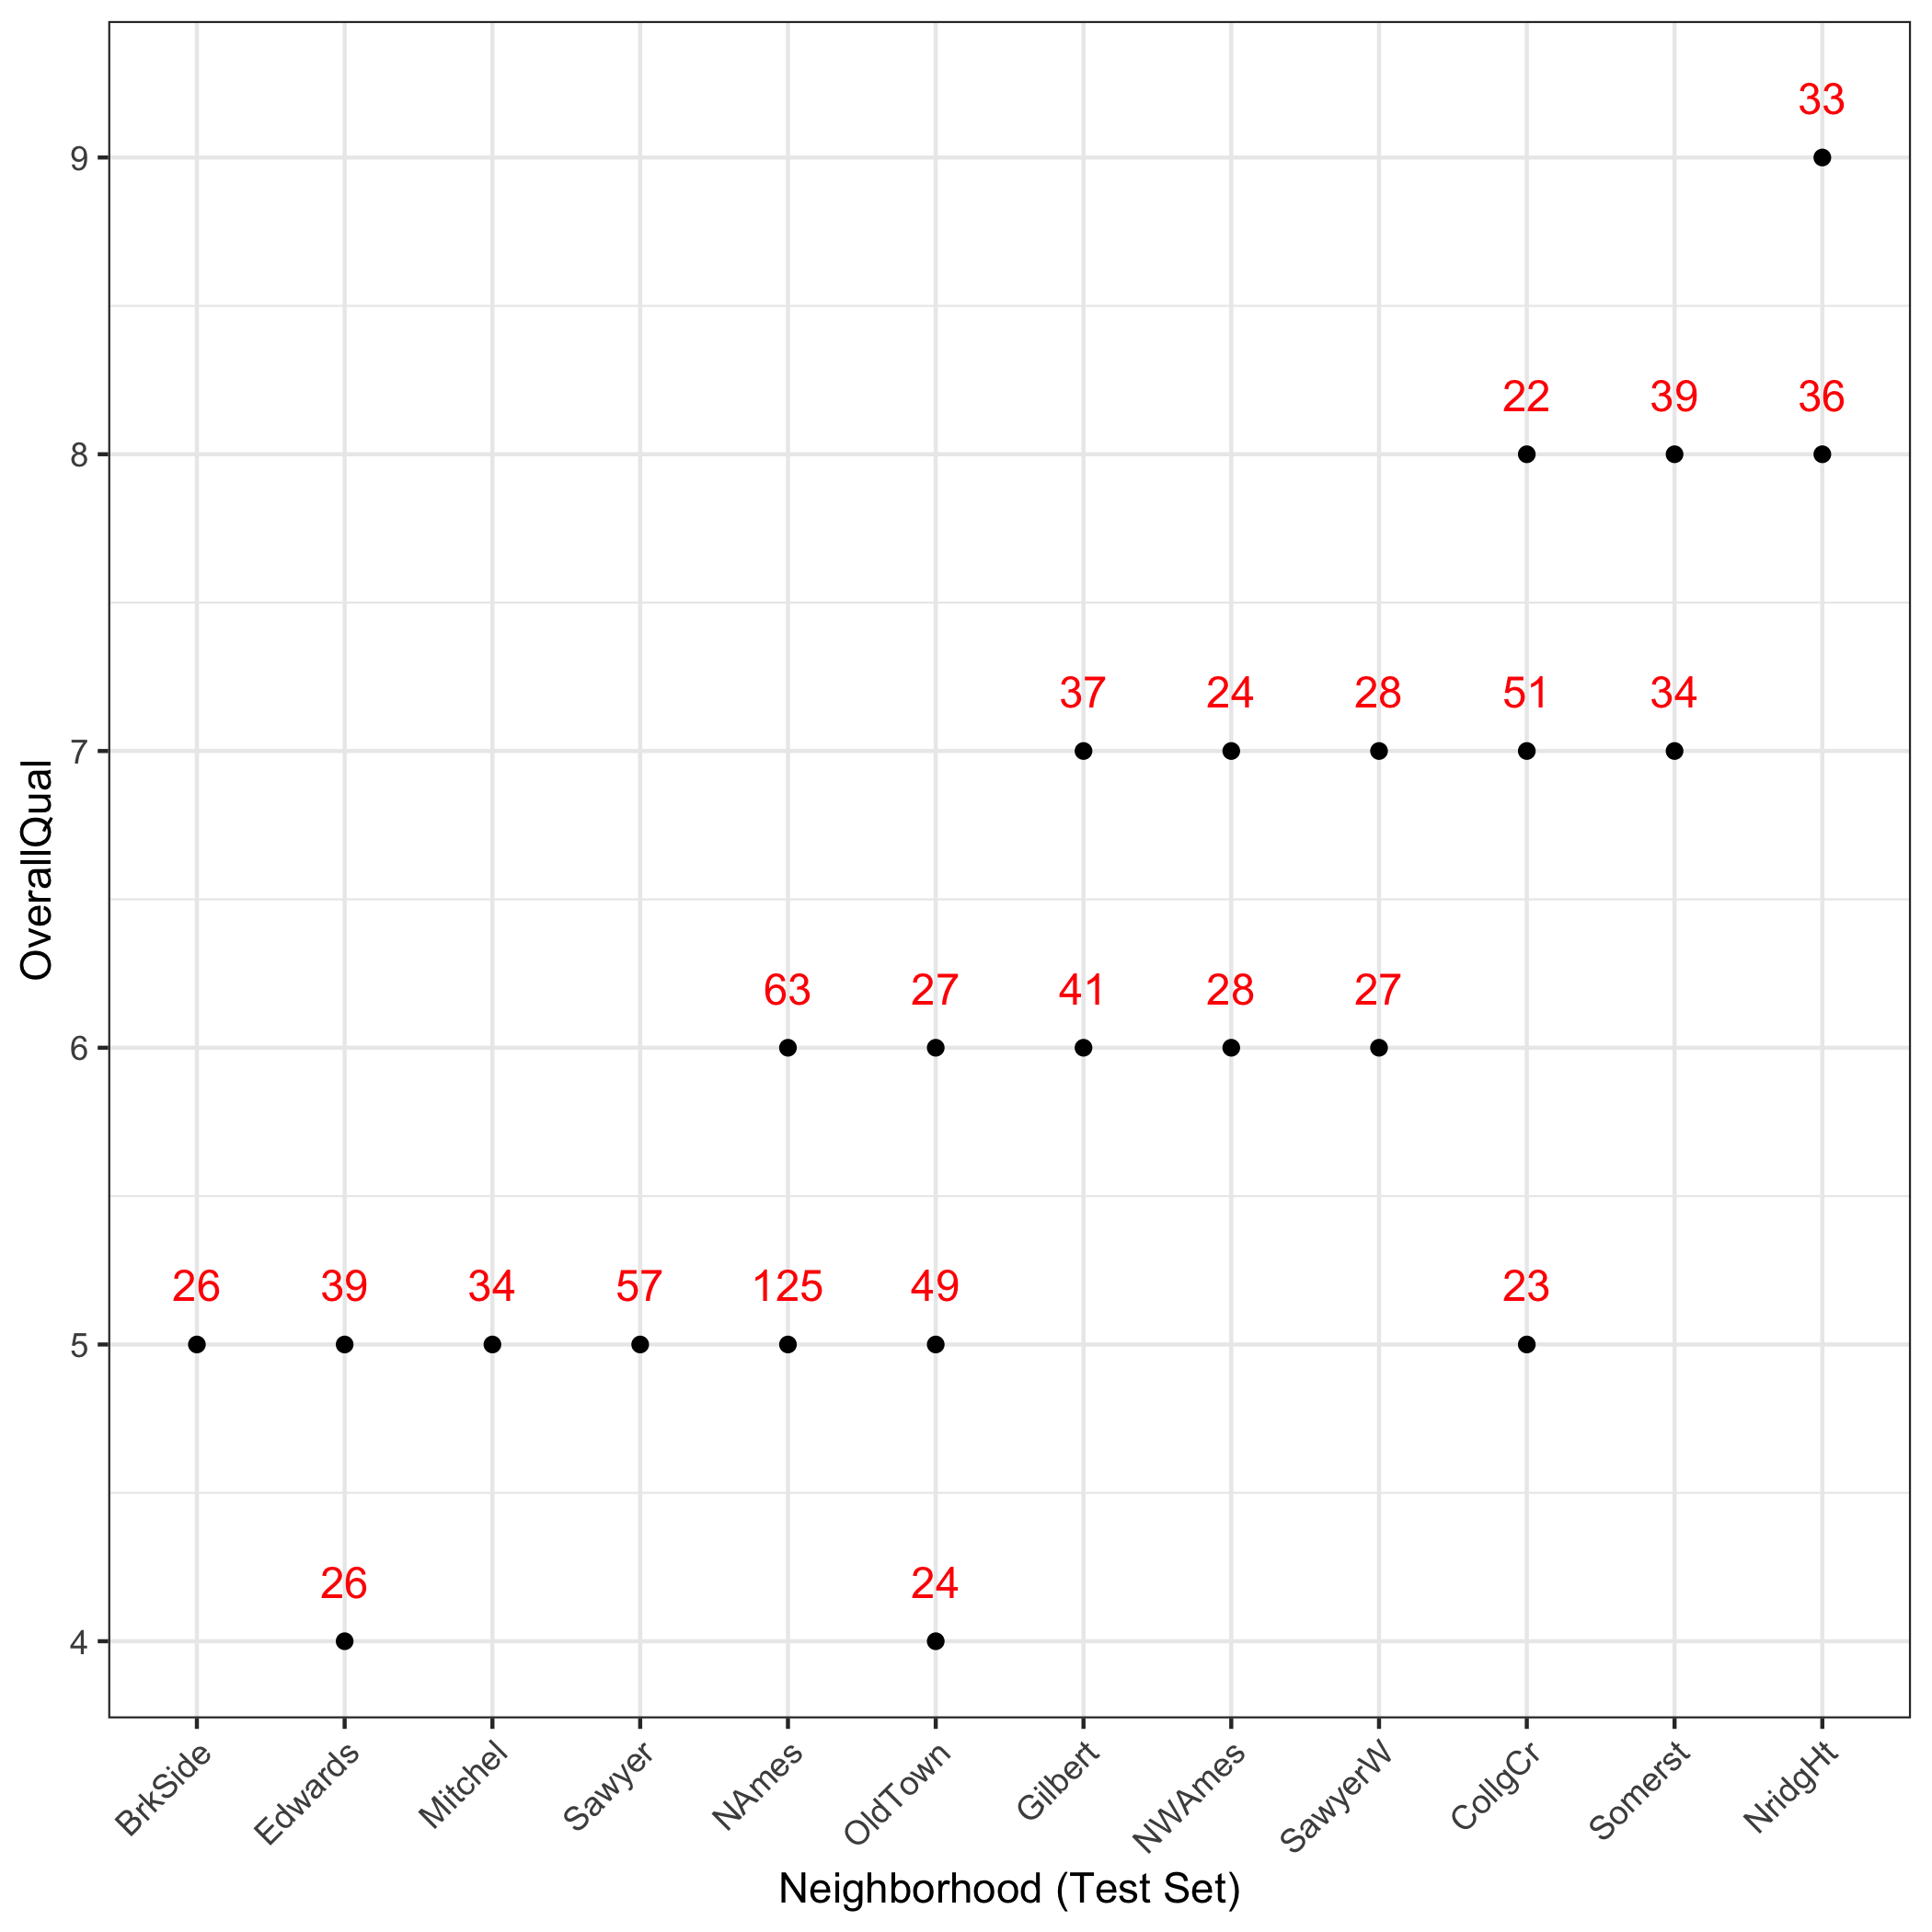 33
9
22 39 36
8
37 24 28 51 34
7
OverallQual
63 27 41 28 27
6
26 39 34 57 125 49 23
5
26 24
4
BrkSide Edwards Mitchel Sawyer NAmes OldTown Gilbert NWAmes SawyerW CollgCr Somerst NridgHt
Neighborhood (Test Set)